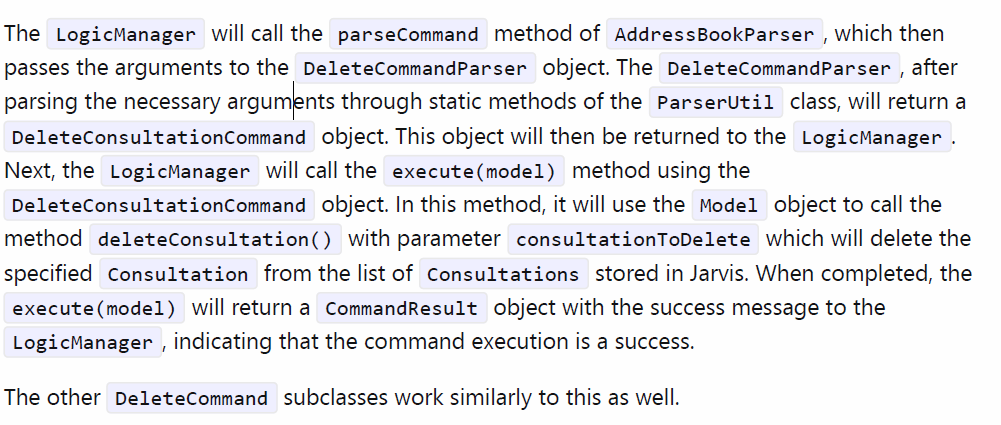 The LogicManager will call the parseCommand method of AddressBookParser, which then
passes the arguments to the DeleteCommandParser object. The DeleteCommandParser, after
parsing the necessary arguments through static methods of the ParserUtil class, will return a
DeleteConsultationCommand object. This object will then be returned to the LogicManager.
Next, the LogicManager will call the execute(model) method using the
DeleteConsultationCommand object. In this method, it will use the Model object to call the
method deleteConsultation() with parameter consultationToDelete which will delete the
specified Consultation from the list of Consultations stored in Jarvis. When completed, the
execute(model) will return a CommandResult object with the success message to the
LogicManager, indicating that the command execution is a success.
The other DeleteCommand subclasses work similarly to this as well.